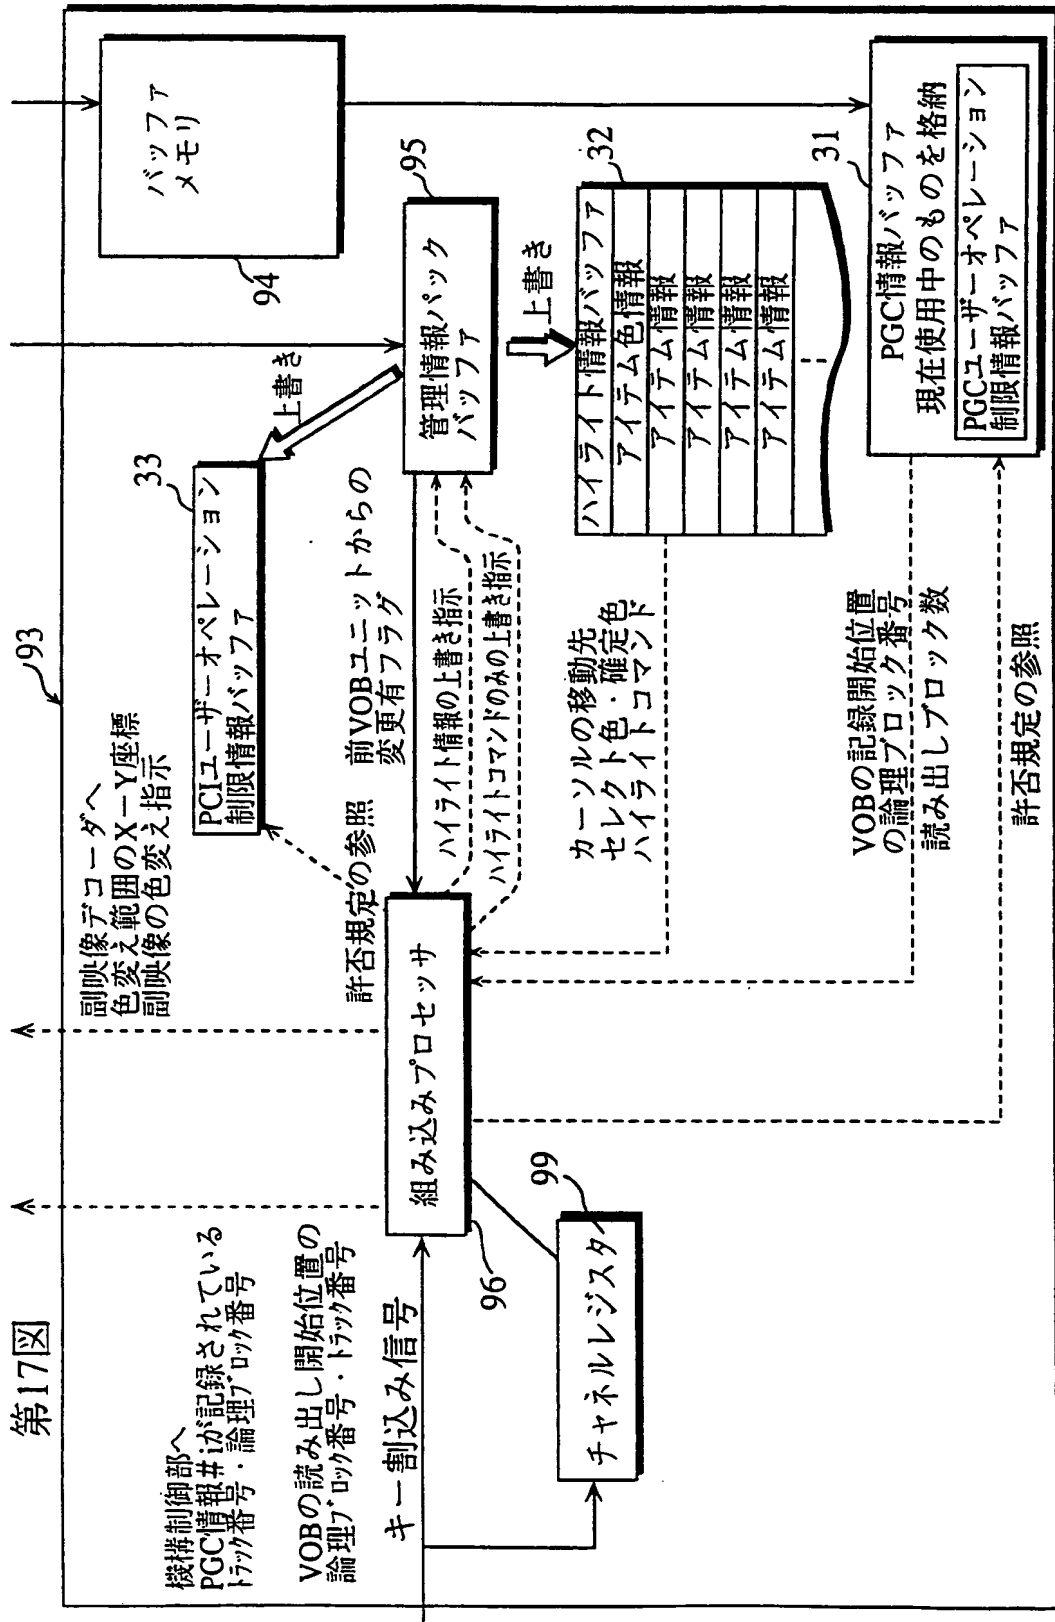 第17図
93
機構制御部へ
PGC情報#iが記録されている
トラック番号・論理ブロック番号
VOBの読み出し開始位置の
論理ブロック番号・トラック番号
キー割込み信号
副映像デコーダへ
色変え範囲のX－Y座標
副映像の色変え指示
33
PCIユーザーオペレーション
制限情報バッファ
上書き
許否規定の参照
バッファ
メモリ
94
前VOBユニットからの
変更有フラグ
管理情報パック
バッファ
95
ハイライト情報の上書き指示
ハイライトコマンドのみの上書き指示
組み込みプロセッサ
96
チャネルレジスタ
99
上書き
32
ハイライト情報バッファ
アイテム色情報
アイテム情報
アイテム情報
アイテム情報
アイテム情報
カーソルの移動先
セレクト色・確定色
ハイライトコマンド
VOBの記録開始位置
の論理ブロック番号
読み出しブロック数
31
PGC情報バッファ
現在使用中のものを格納
PGCユーザーオペレーション
制限情報バッファ
許否規定の参照